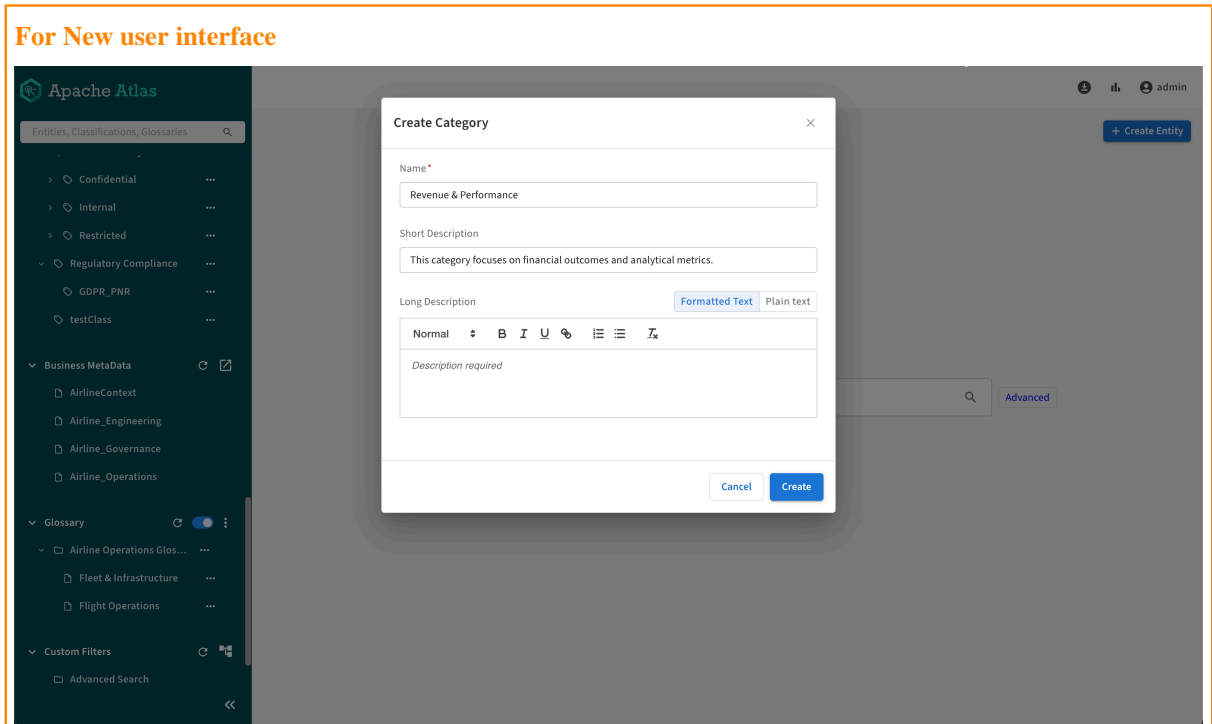 For New user interface
Apache Atlas
admin
Entities, Classifications, Glossaries
+ Create Entity
Confidential
Internal
Restricted
Regulatory Compliance
GDPR_PNR
testClass
Business MetaData
AirlineContext
Airline_Engineering
Airline_Governance
Airline_Operations
Glossary
Airline Operations Glos...
Fleet & Infrastructure
Flight Operations
Custom Filters
Advanced Search
Create Category
Name*
Revenue & Performance
Short Description
This category focuses on financial outcomes and analytical metrics.
Long Description
Formatted Text Plain text
Normal B I U
Description required
Cancel Create
Advanced